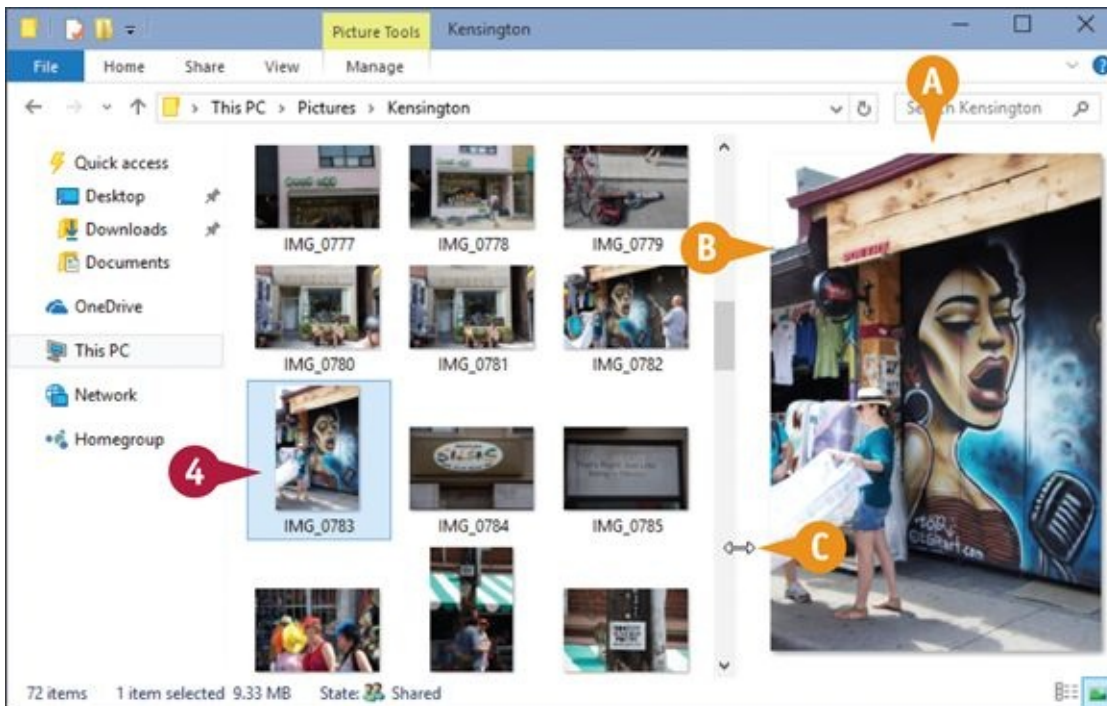 Picture Tools Kensington
File Home Share View Manage
This PC > Pictures > Kensington
Kensington
A
Quick access
Desktop
Downloads
Documents
OneDrive
This PC
Network
Homegroup
IMG_0777 IMG_0778 IMG_0779
B
IMG_0780 IMG_0781 IMG_0782
4
IMG_0783 IMG_0784 IMG_0785
C
72 items 1 item selected 9.33 MB State: Shared